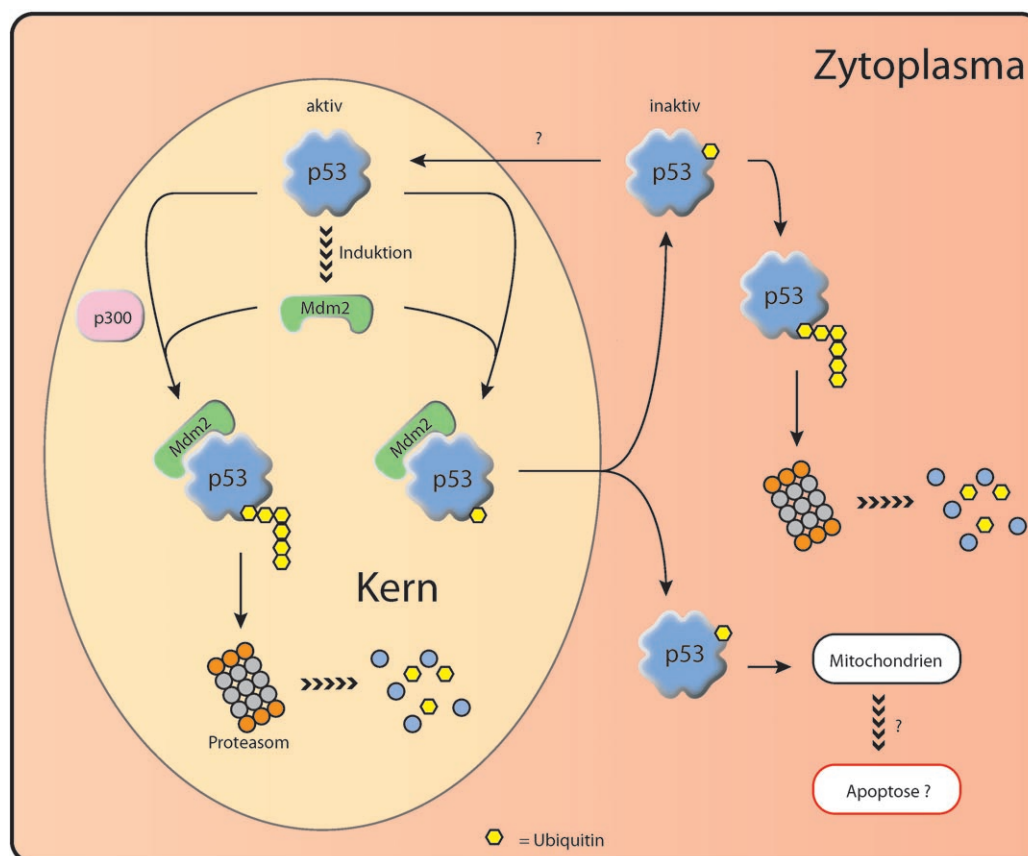 Zytoplasma
aktiv
inaktiv
p53
?
p53
Induktion
p53
p300
Mdm2
Mdm2
p53
Mdm2
p53
Kern
p53
Mitochondrien
Proteasom
?
Apoptose ?
= Ubiquitin